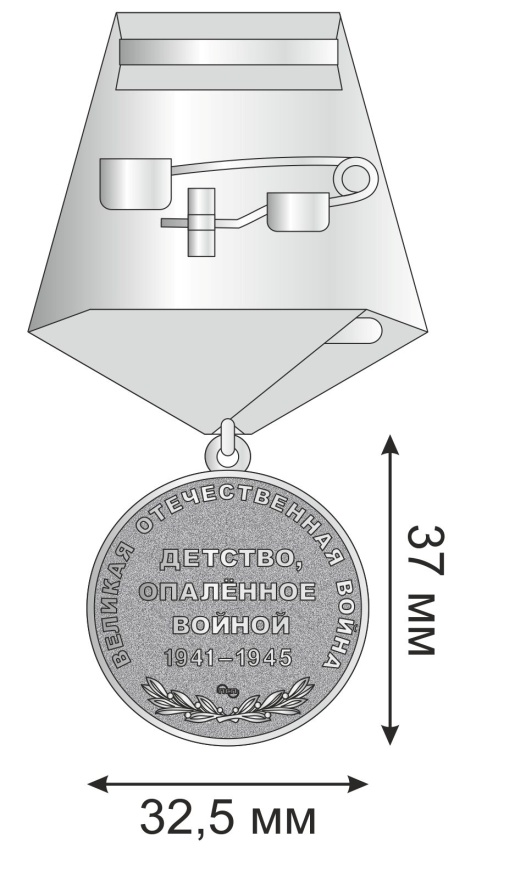 ВЕЛИКАЯ ОТЕЧЕСТВЕННАЯ ВОЙНА
ДЕТСТВО,
ОПАЛЁННОЕ
ВОЙНОЙ
1941–1945
37 мм
32,5 мм